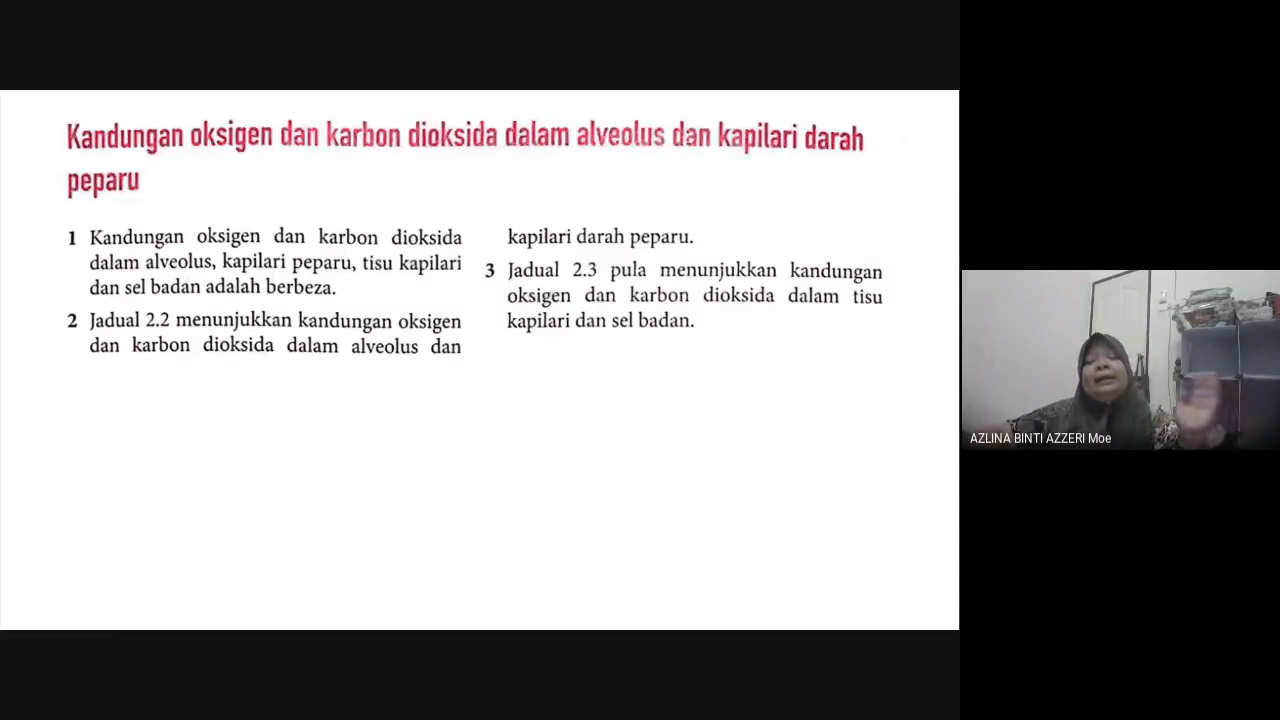 Kandungan oksigen dan karbon dioksida dalam alveolus dan kapilari darah
peparu
1 Kandungan oksigen dan karbon dioksida
dalam alveolus, kapilari peparu, tisu kapilari
dan sel badan adalah berbeza.
2 Jadual 2.2 menunjukkan kandungan oksigen
dan karbon dioksida dalam alveolus dan
kapilari darah peparu.
3 Jadual 2.3 pula menunjukkan kandungan
oksigen dan karbon dioksida dalam tisu
kapilari dan sel badan.
AZLINA BINTI AZZERI Moe